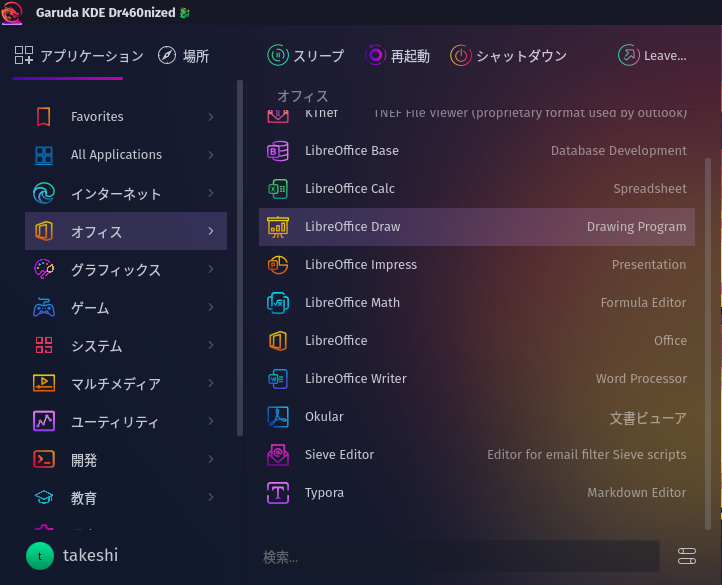 Garuda KDE Dr460nized 🐉
アプリケーション 場所 スリープ 再起動 シャットダウン Leave...
オフィス
Favorites
All Applications
インターネット
オフィス
グラフィックス
ゲーム
システム
マルチメディア
ユーティリティ
開発
教育
KTnef TNEF File Viewer (proprietary format used by outlook)
LibreOffice Base Database Development
LibreOffice Calc Spreadsheet
LibreOffice Draw Drawing Program
LibreOffice Impress Presentation
LibreOffice Math Formula Editor
LibreOffice Office
LibreOffice Writer Word Processor
Okular 文書ビューア
Sieve Editor Editor for email filter Sieve scripts
Typora Markdown Editor
t takeshi
検索...